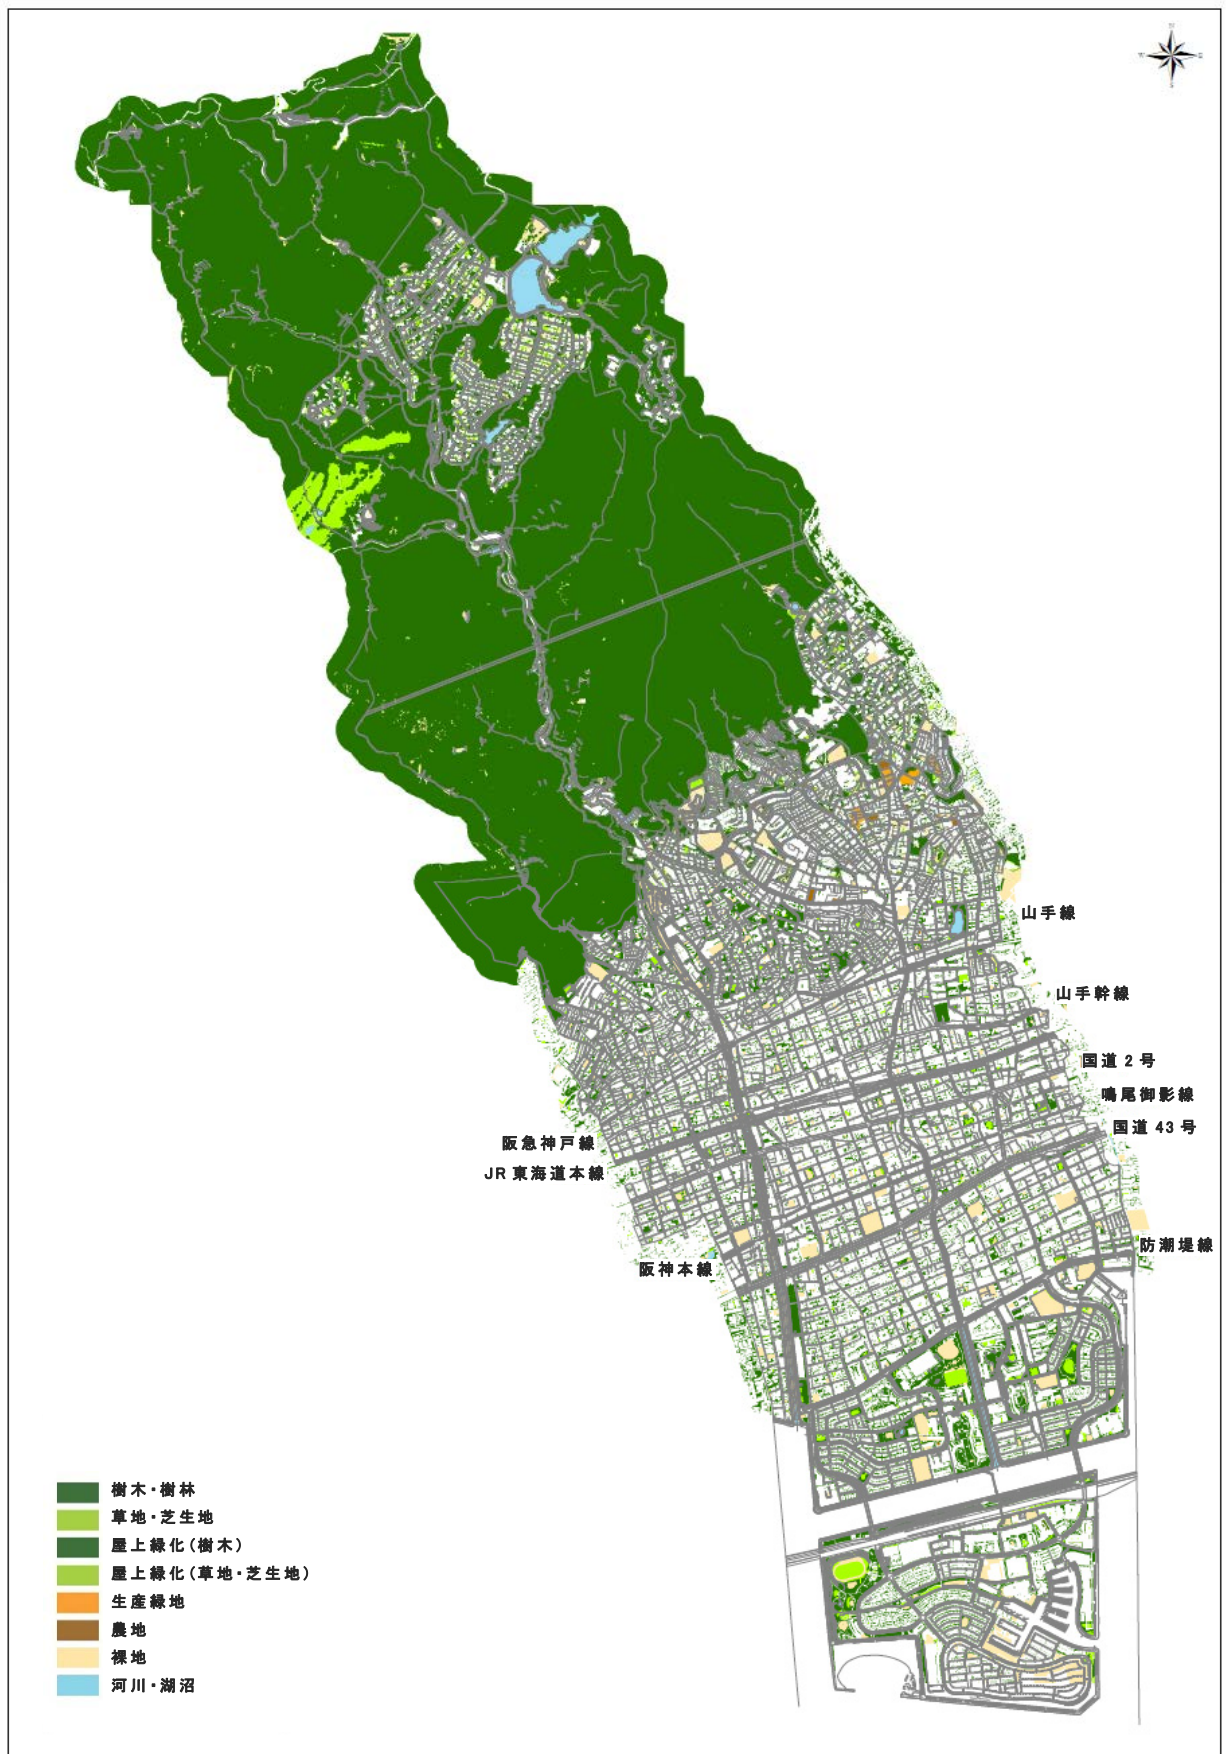 山手線
山手幹線
国道 2 号
鳴尾御影線
国道 43 号
阪急神戸線
JR 東海道本線
防潮堤線
阪神本線
樹木・樹林
草地・芝生地
屋上緑化(樹木)
屋上緑化(草地・芝生地)
生産緑地
農地
裸地
河川・湖沼